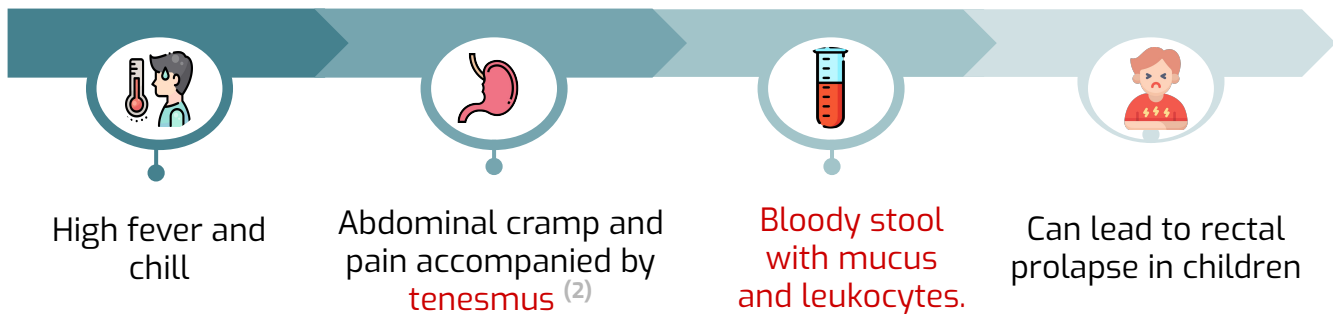 High fever and
chill
Abdominal cramp and
pain accompanied by
tenesmus (2)
Bloody stool
with mucus
and leukocytes.
Can lead to rectal
prolapse in children